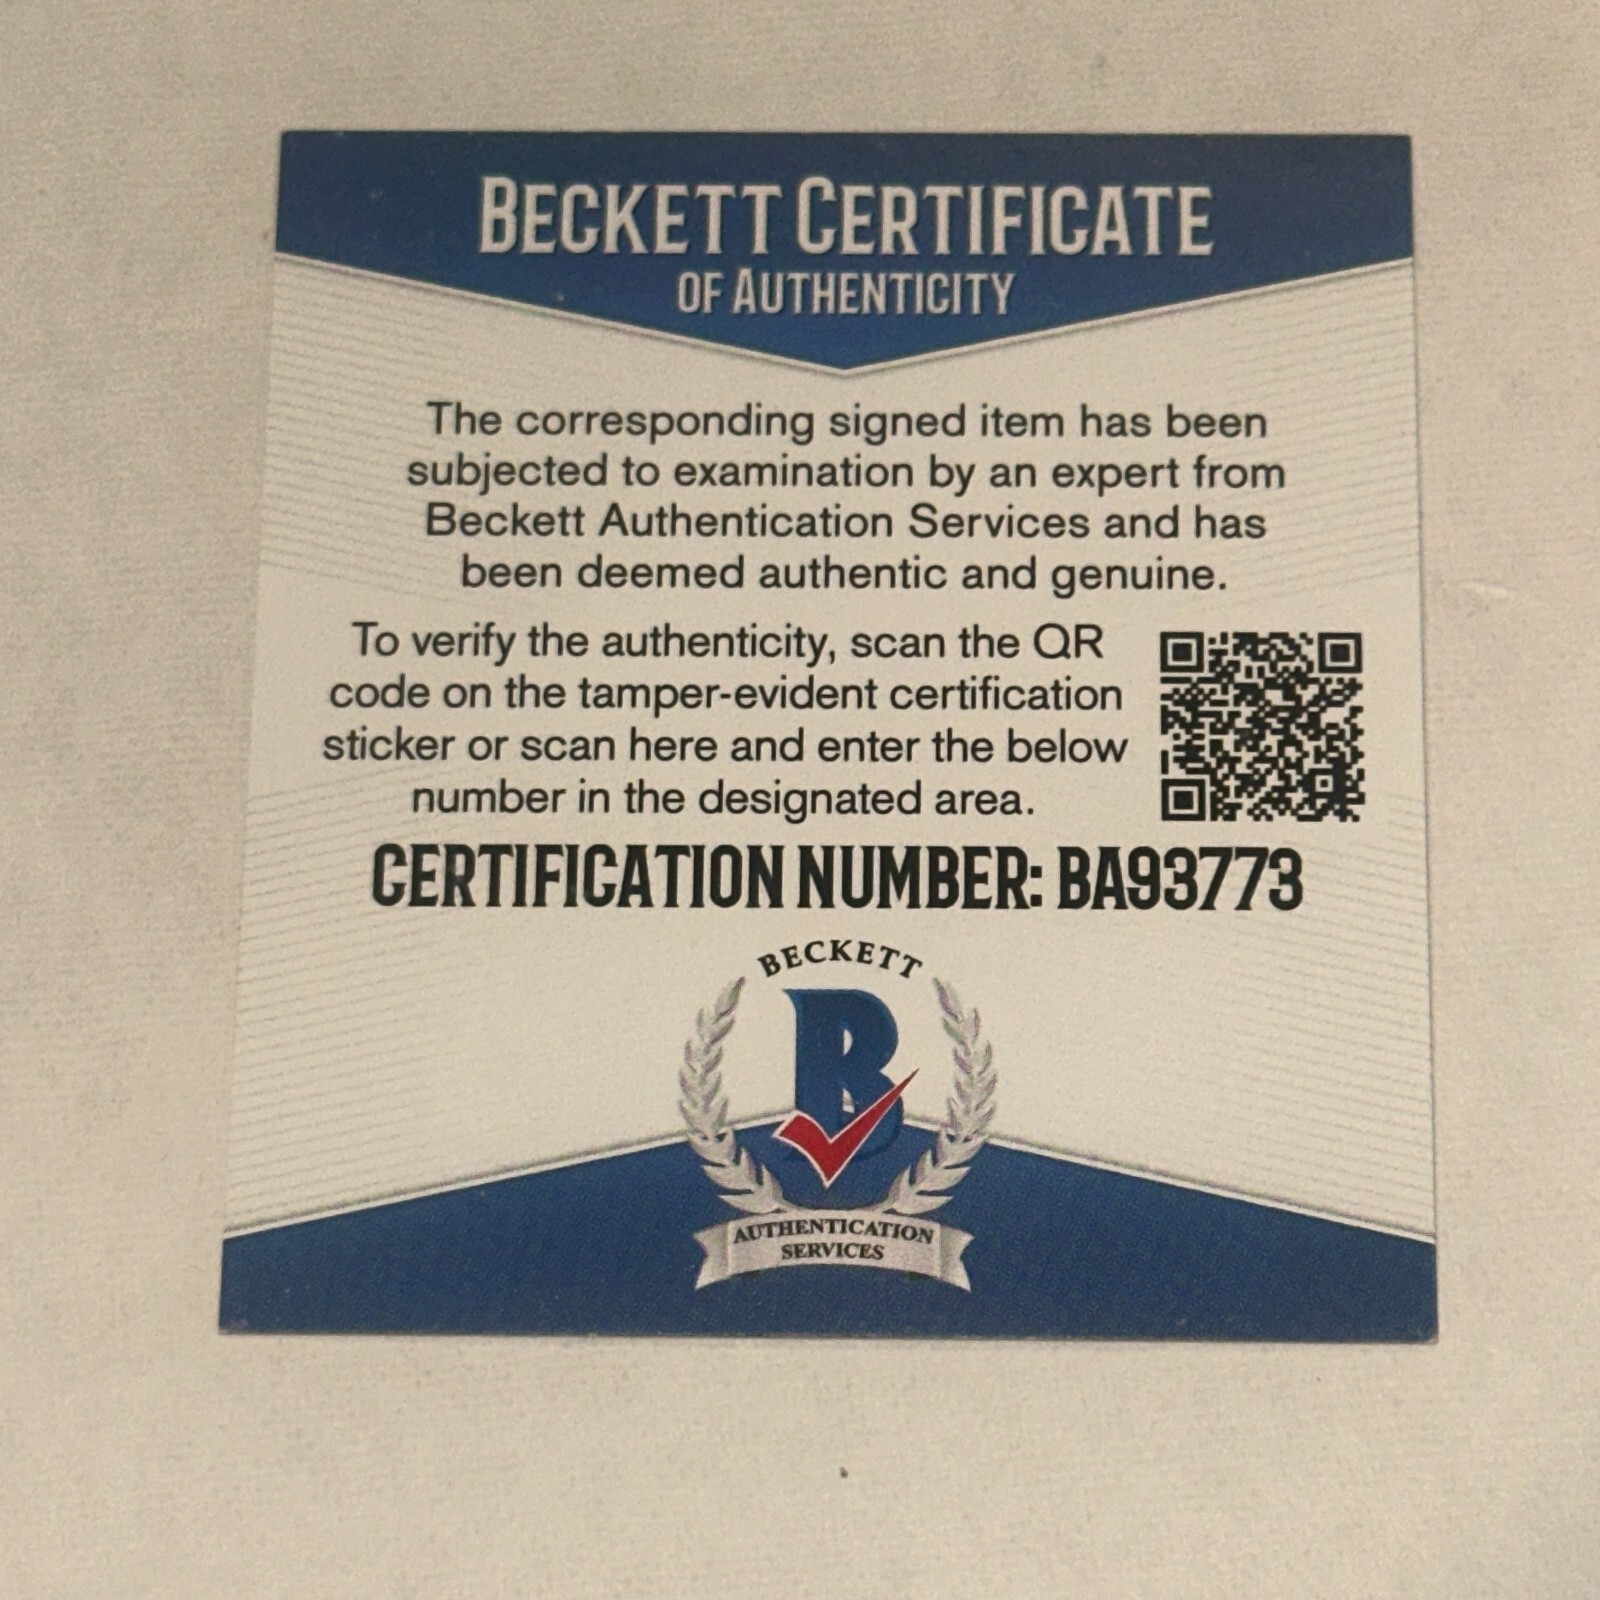 BECKETT CERTIFICATE
OF AUTHENTICITY
The corresponding signed item has been
subjected to examination by an expert from
Beckett Authentication Services and has
been deemed authentic and genuine.
To verify the authenticity, scan the QR
code on the tamper-evident certification
sticker or scan here and enter the below
number in the designated area.
CERTIFICATION NUMBER: BA93773
BECKETT
B
AUTHENTICATION
SERVICES